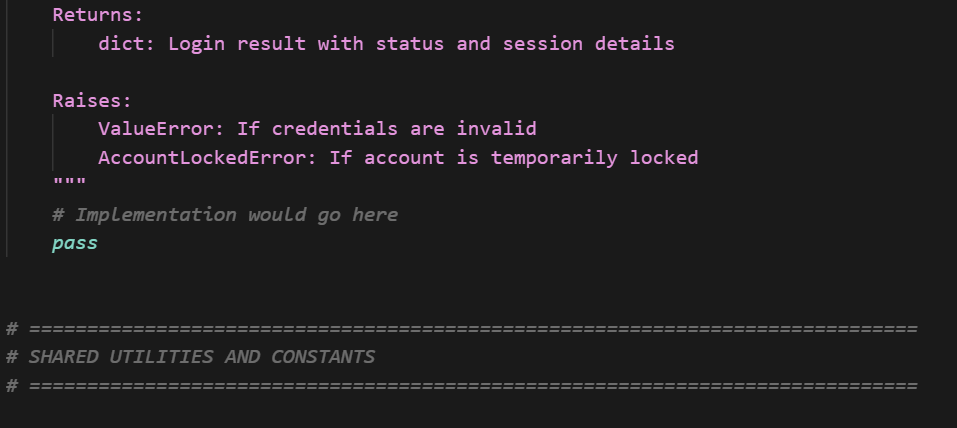 Returns:
dict: Login result with status and session details
Raises:
ValueError: If credentials are invalid
AccountLockedError: If account is temporarily locked
"""
# Implementation would go here
pass
# =============================================================================
# SHARED UTILITIES AND CONSTANTS
# =============================================================================